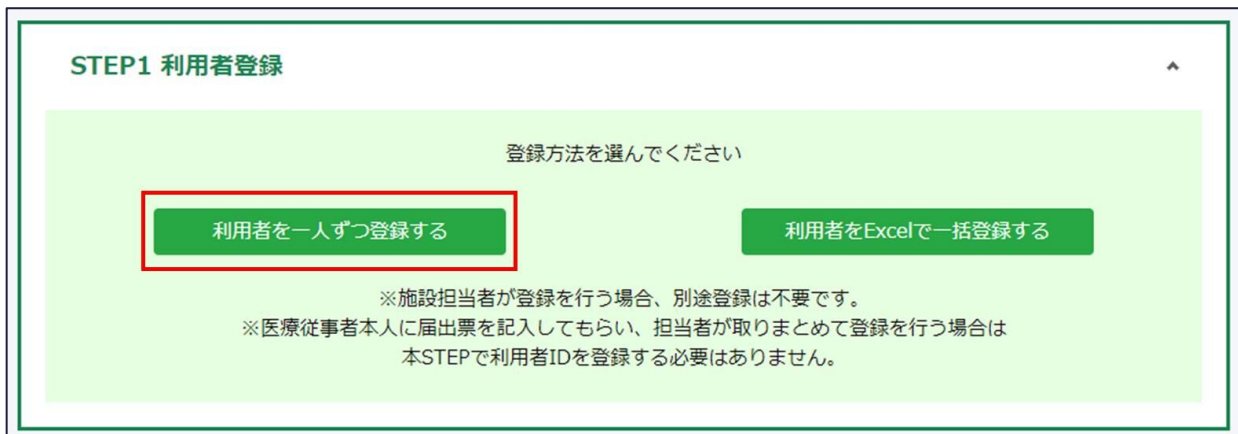 STEP1 利用者登録
登録方法を選んでください
利用者を一人ずつ登録する
利用者をExcelで一括登録する
※施設担当者が登録を行う場合、別途登録は不要です。
※医療従事者本人に届出票を記入してもらい、担当者が取りまとめて登録を行う場合は
本STEPで利用者IDを登録する必要はありません。